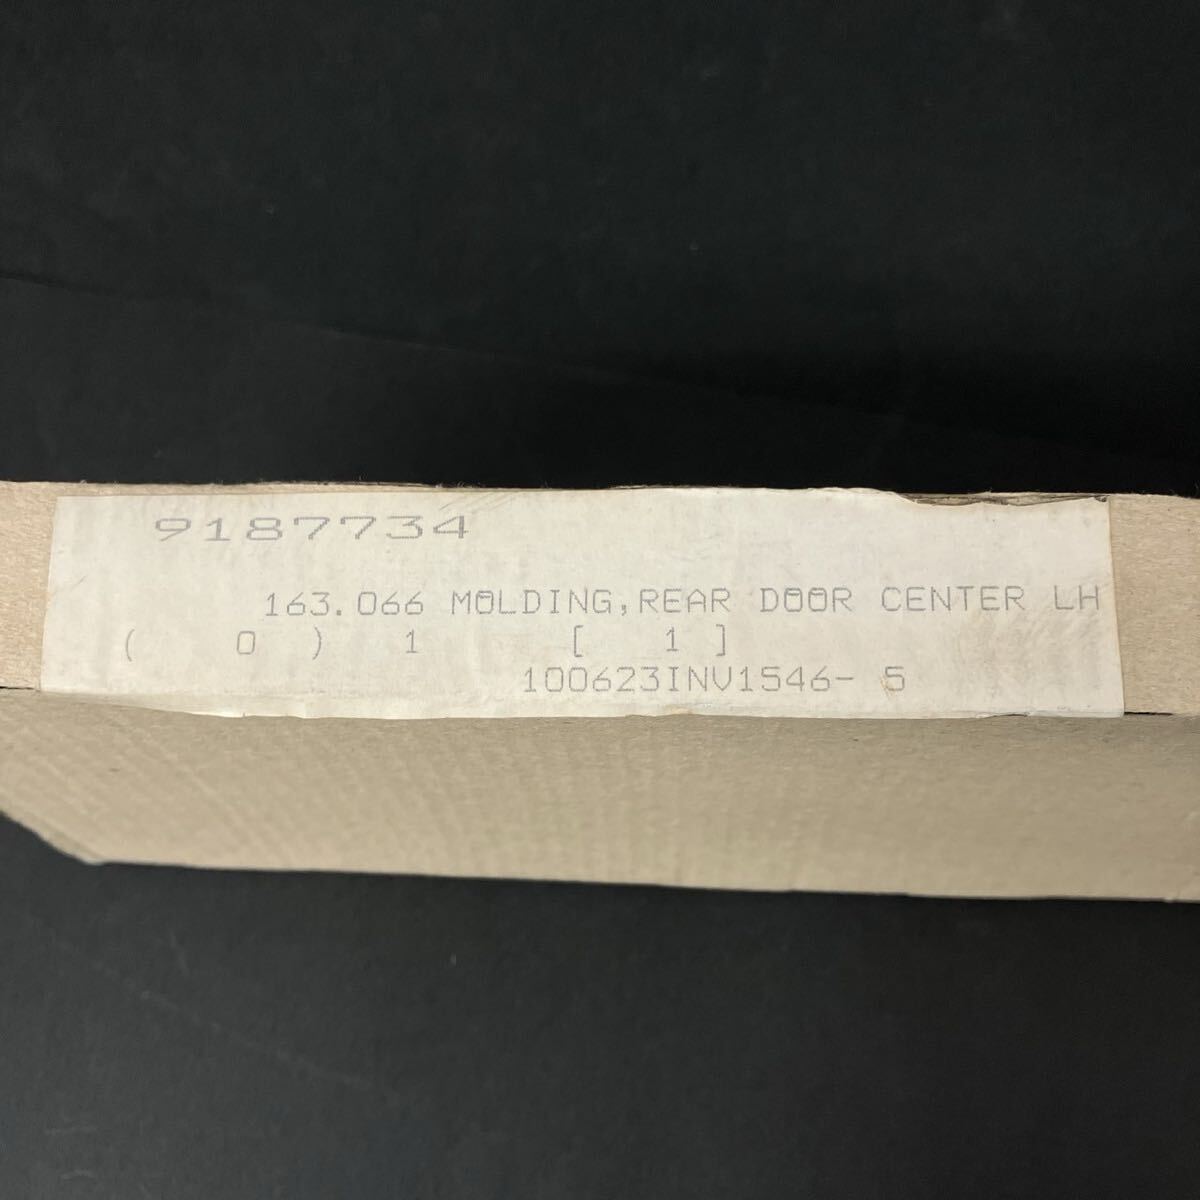 9187734
163.066 MOLDING,REAR DOOR CENTER LH
( 0 ) 1 [ 1 ]
100623INV1546- 5